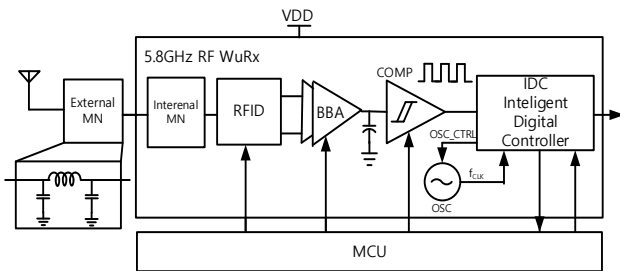 VDD
5.8GHz RF WuRx
External
MN
Interenal
MN
RFID
BBA
COMP
IDC
Inteligent
Digital
Controller
OSC_CTRL
fCLK
OSC
MCU